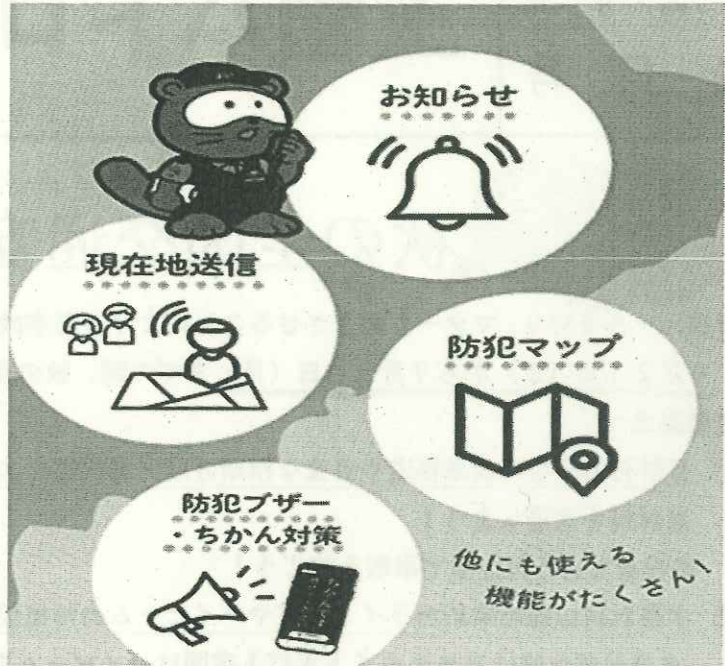 お知らせ
現在地送信
防犯マップ
防犯ブザー
・ちかん対策
他にも使える
機能がたくさん!